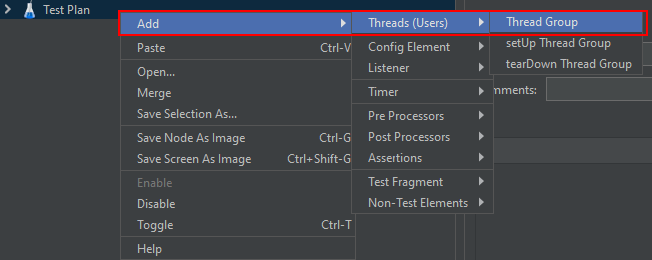 Test Plan
Add
Paste Ctrl-V
Open...
Merge
Save Selection As...
Save Node As Image Ctrl-G
Save Screen As Image Ctrl+Shift-G
Enable
Disable
Toggle Ctrl-T
Help
Threads (Users)
Config Element
Listener
Timer
Pre Processors
Post Processors
Assertions
Test Fragment
Non-Test Elements
Thread Group
setUp Thread Group
tearDown Thread Group
mments: